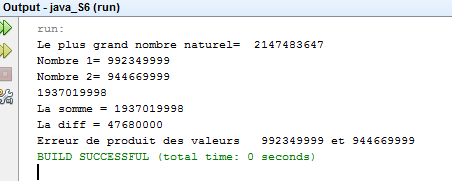 Output - java_S6 (run)
run:
Le plus grand nombre naturel=  2147483647
Nombre 1= 992349999
Nombre 2= 944669999
1937019998
La somme = 1937019998
La diff = 47680000
Erreur de produit des valeurs   992349999 et 944669999
BUILD SUCCESSFUL (total time: 0 seconds)